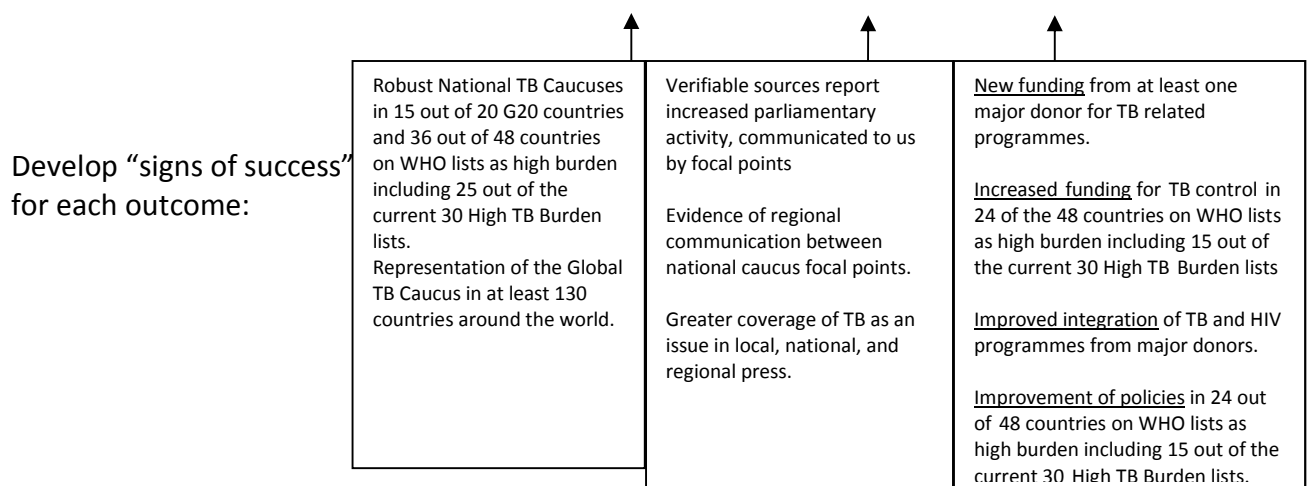 Develop “signs of success”
for each outcome:
Robust National TB Caucuses
in 15 out of 20 G20 countries
and 36 out of 48 countries
on WHO lists as high burden
including 25 out of the
current 30 High TB Burden
lists.
Representation of the Global
TB Caucus in at least 130
countries around the world.
Verifiable sources report
increased parliamentary
activity, communicated to us
by focal points
Evidence of regional
communication between
national caucus focal points.
Greater coverage of TB as an
issue in local, national, and
regional press.
New funding from at least one
major donor for TB related
programmes.
Increased funding for TB control in
24 of the 48 countries on WHO lists
as high burden including 15 out of
the current 30 High TB Burden lists
Improved integration of TB and HIV
programmes from major donors.
Improvement of policies in 24 out
of 48 countries on WHO lists as
high burden including 15 out of the
current 30 High TB Burden lists.